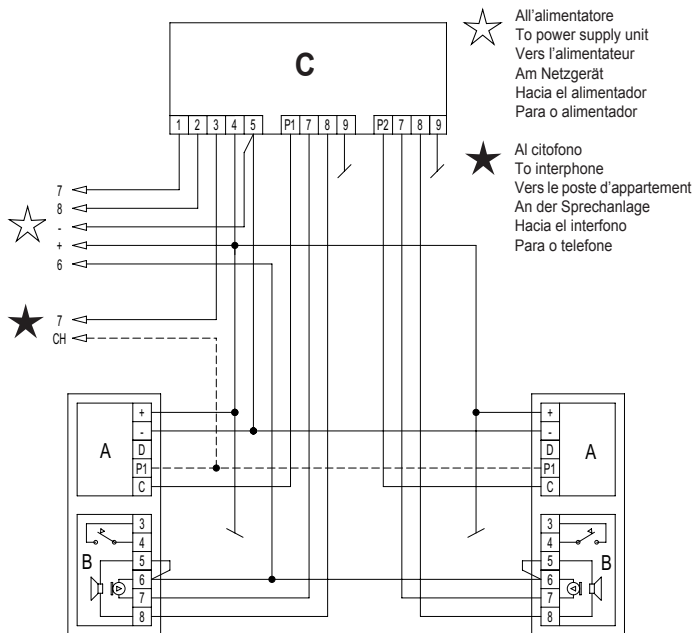 All'alimentatore
To power supply unit
Vers l'alimentateur
Am Netzgerät
Hacia el alimentador
Para o alimentador
Al citofono
To interphone
Vers le poste d'appartement
An der Sprechanlage
Hacia el interfono
Para o telefone
C
1 2 3 4 5 P1 7 8 9 P2 7 8 9
7
8
-
+
6
7
CH
A
+
-
D
P1
C
B
3
4
5
6
7
8
+
-
D
P1
C
A
3
4
5
6
7
8
B